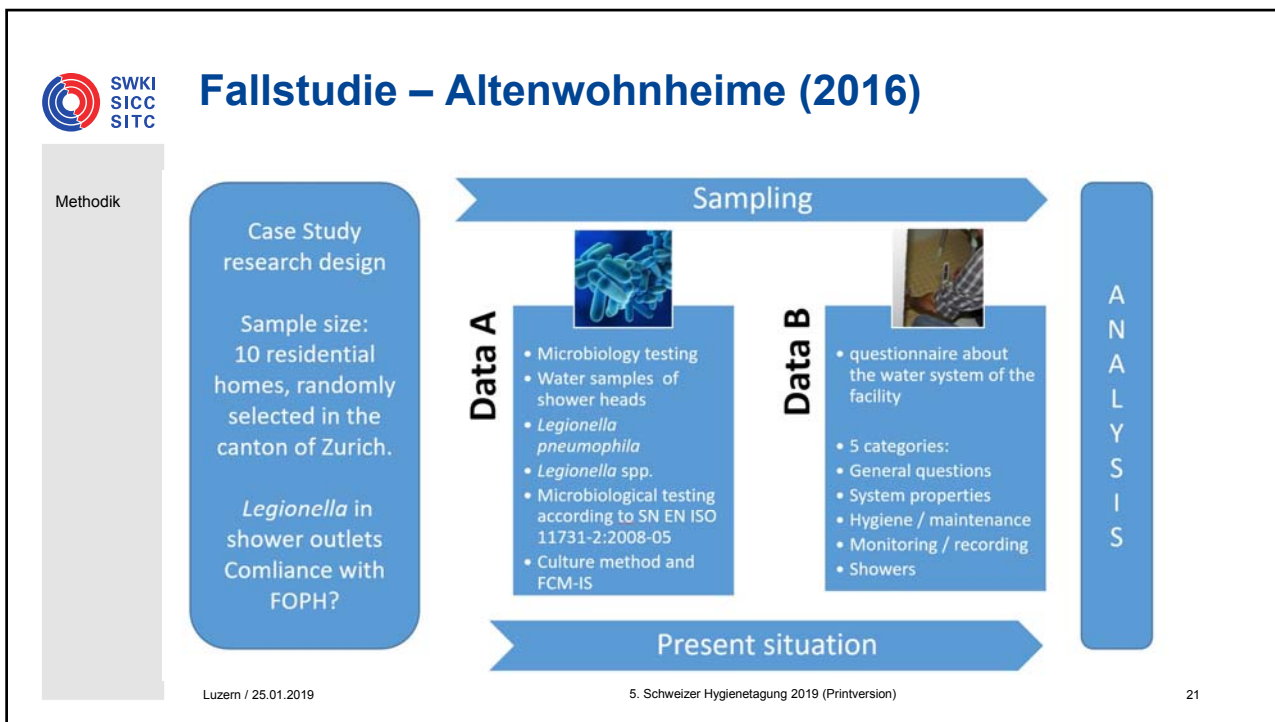 SWKI
SICC
SITC
Fallstudie – Altenwohnheime (2016)
Methodik
Case Study
research design
Sample size:
10 residential
homes, randomly
selected in the
canton of Zurich.
Legionella in
shower outlets
Comliance with
FOPH?
Sampling
Data A
• Microbiology testing
• Water samples of
shower heads
• Legionella
pneumophila
• Legionella spp.
• Microbiological testing
according to SN EN ISO
11731-2:2008-05
• Culture method and
FCM-IS
Data B
• questionnaire about
the water system of the
facility
• 5 categories:
• General questions
• System properties
• Hygiene / maintenance
• Monitoring / recording
• Showers
Present situation
A
N
A
L
Y
S
I
S
Luzern / 25.01.2019
5. Schweizer Hygienetagung 2019 (Printversion)
21